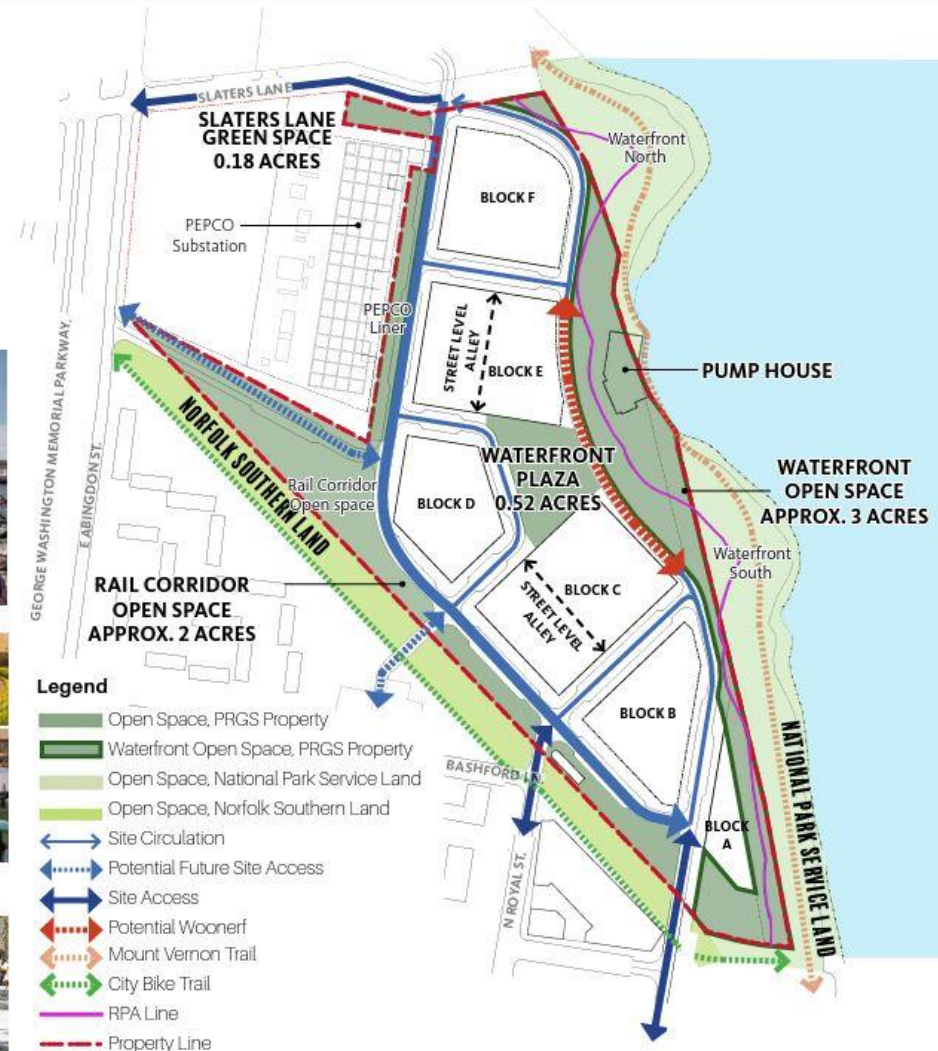 SLATERS LANE
SLATERS LANE
GREEN SPACE
0.18 ACRES
Waterfront
North
BLOCK F
PEPCO
Substation
PEPCO
Liner
STREET LEVEL
ALLEY
BLOCK E
PUMP HOUSE
GEORGE WASHINGTON MEMORIAL PARKWAY
E ABINGDON ST.
NORFOLK SOUTHERN LAND
WATERFRONT
PLAZA
0.52 ACRES
WATERFRONT
OPEN SPACE
APPROX. 3 ACRES
Rail Corridor
Open space
BLOCK D
Waterfront
South
RAIL CORRIDOR
OPEN SPACE
APPROX. 2 ACRES
BLOCK C
STREET LEVEL
ALLEY
BLOCK B
BASHFORD LN.
BLOCK
A
N ROYAL ST.
NATIONAL PARK SERVICE LAND
Legend
Open Space, PRGS Property
Waterfront Open Space, PRGS Property
Open Space, National Park Service Land
Open Space, Norfolk Southern Land
Site Circulation
Potential Future Site Access
Site Access
Potential Woonerf
Mount Vernon Trail
City Bike Trail
RPA Line
Property Line